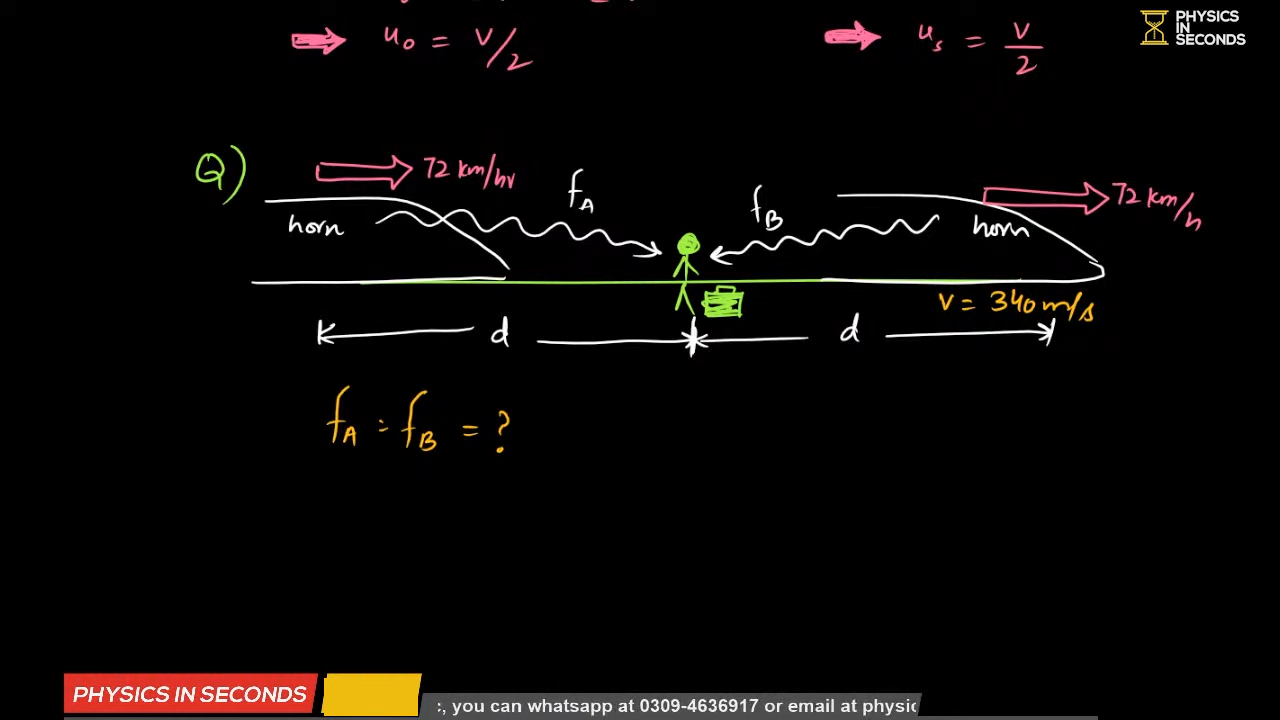 PHYSICS
IN
SECONDS
u₀ = v/2
uₛ = v/2
Q)
72 km/hr
f_A
f_B
72 km/h
horn
horn
v = 340 m/s
d
d
f_A : f_B = ?
PHYSICS IN SECONDS
:, you can whatsapp at 0309-4636917 or email at physic